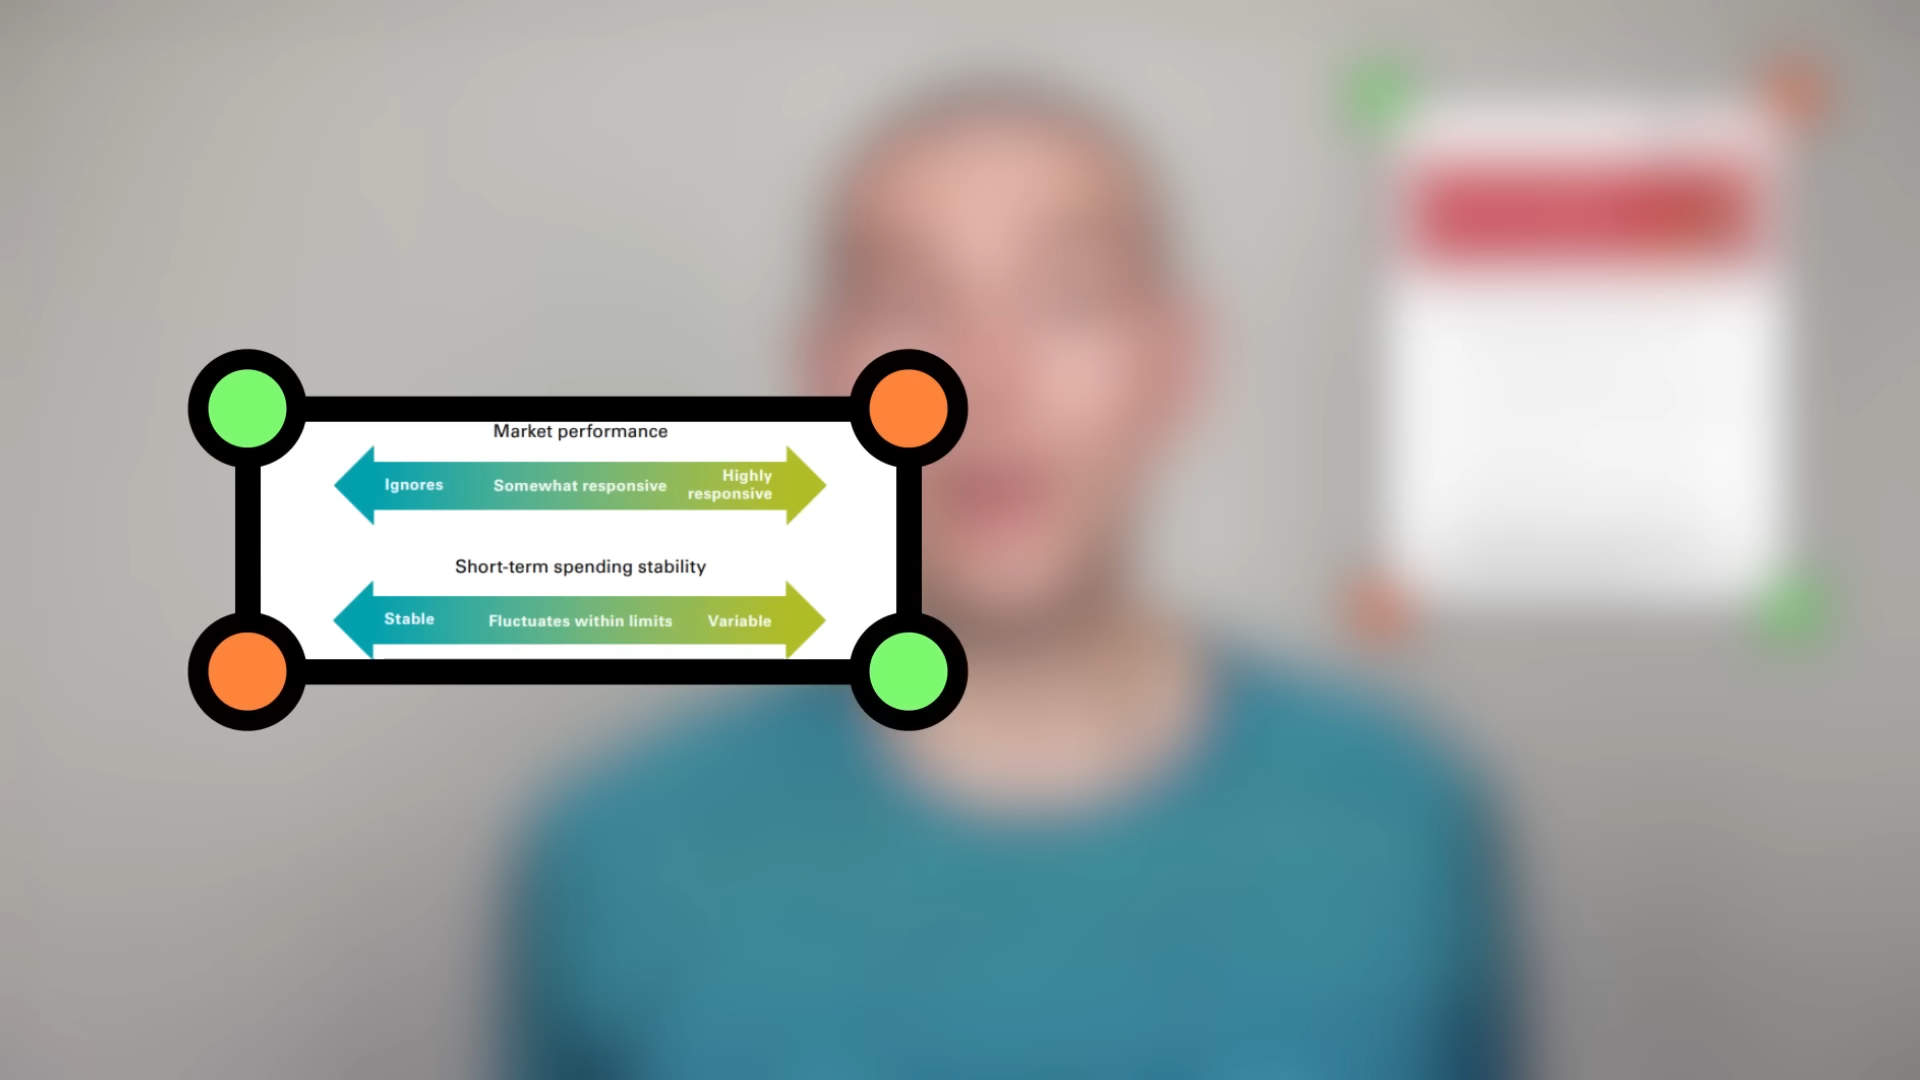 Market performance
Ignores Somewhat responsive Highly responsive
Short-term spending stability
Stable Fluctuates within limits Variable